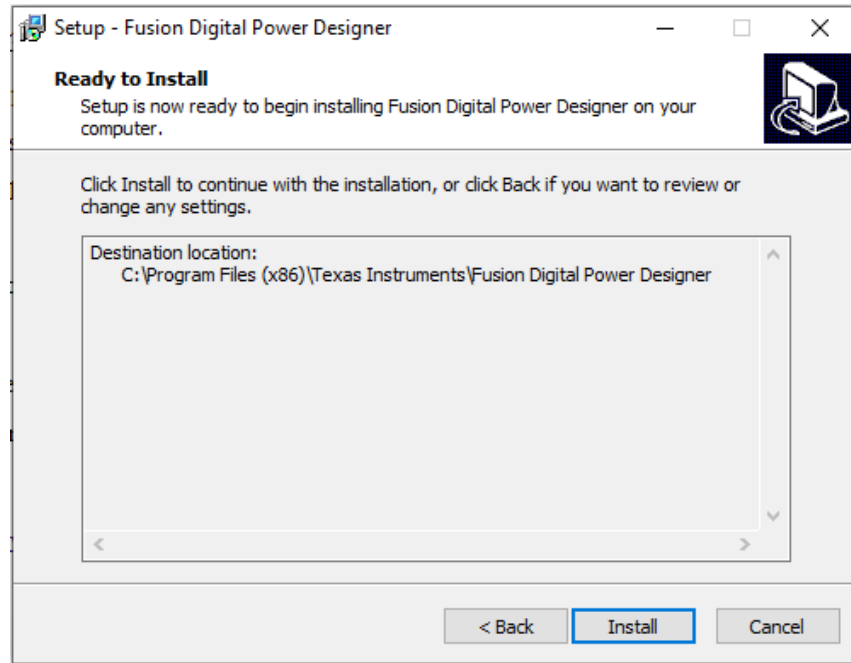 Setup - Fusion Digital Power Designer
Ready to Install
Setup is now ready to begin installing Fusion Digital Power Designer on your
computer.
Click Install to continue with the installation, or click Back if you want to review or
change any settings.
Destination location:
C:\Program Files (x86)\Texas Instruments\Fusion Digital Power Designer
< Back
Install
Cancel